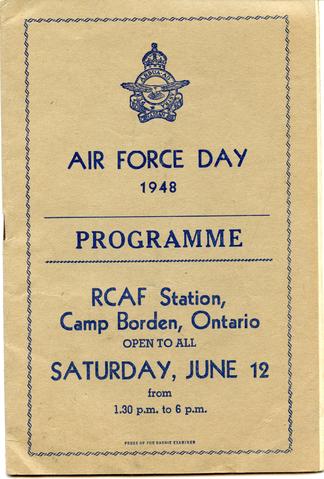 AIR FORCE DAY
1948
PROGRAMME
RCAF Station,
Camp Borden, Ontario
OPEN TO ALL
SATURDAY, JUNE 12
from
1.30 p.m. to 6 p.m.
PRESS OF THE BARRIE EXAMINER